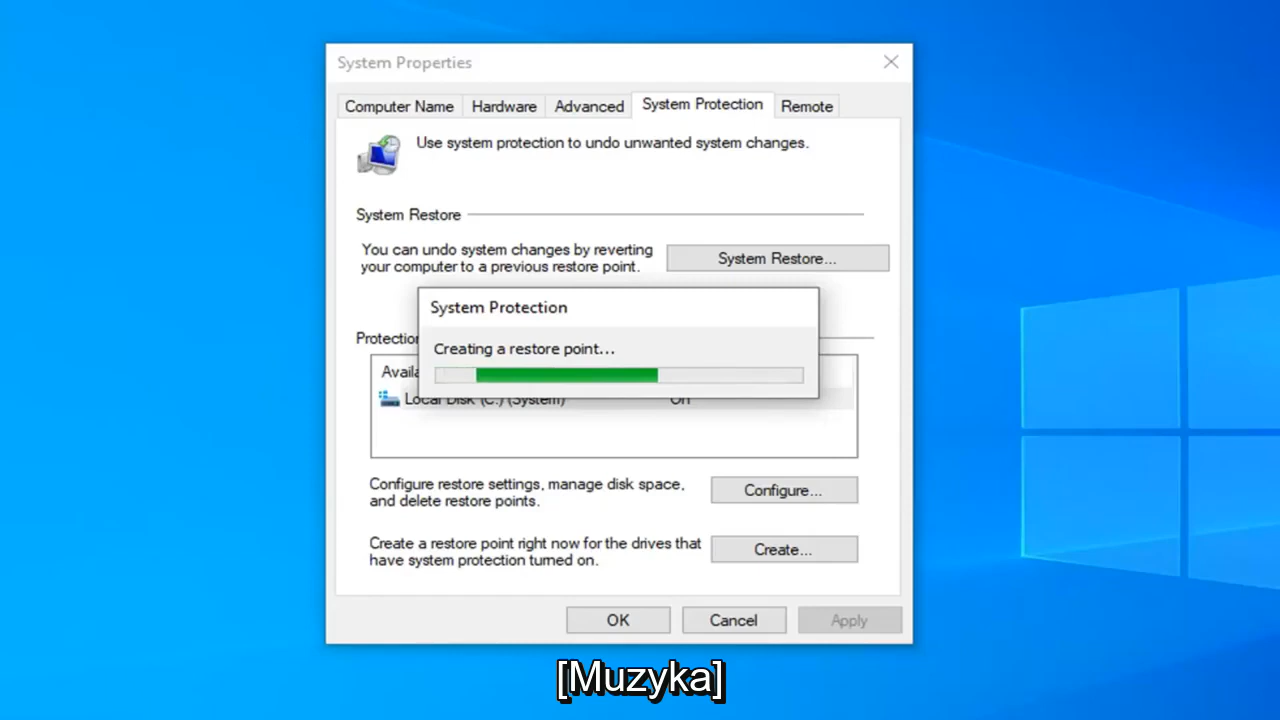 System Properties
Computer Name Hardware Advanced System Protection Remote
Use system protection to undo unwanted system changes.
System Restore
You can undo system changes by reverting
your computer to a previous restore point.
System Restore...
System Protection
Creating a restore point...
Protection
Availa
Local Disk (C:) (System) On
Configure restore settings, manage disk space,
and delete restore points.
Configure...
Create a restore point right now for the drives that
have system protection turned on.
Create...
OK Cancel Apply
[Muzyka]